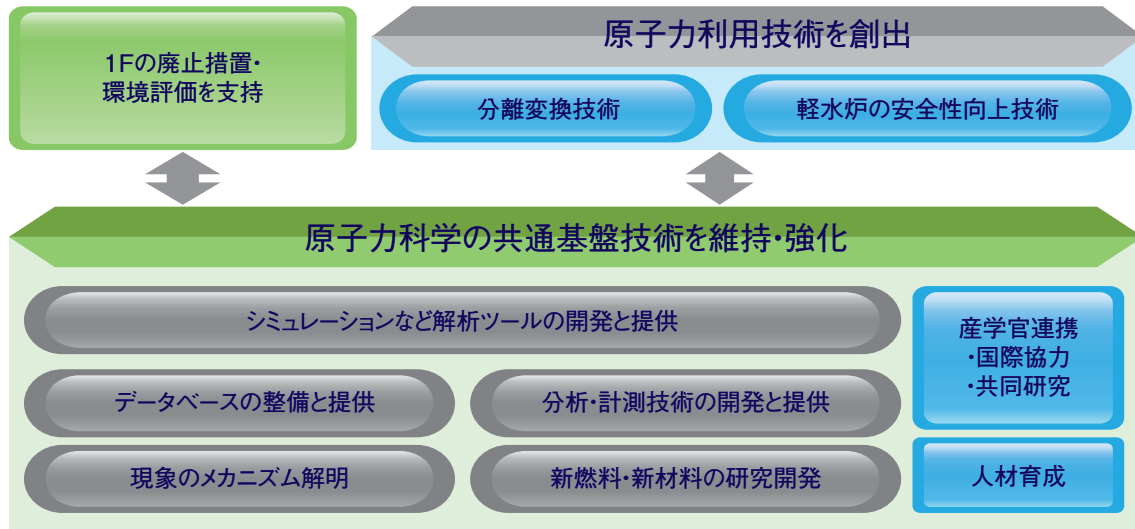 1Fの廃止措置・
環境評価を支持
原子力利用技術を創出
分離変換技術
軽水炉の安全性向上技術
原子力科学の共通基盤技術を維持・強化
シミュレーションなど解析ツールの開発と提供
データベースの整備と提供
分析・計測技術の開発と提供
現象のメカニズム解明
新燃料・新材料の研究開発
産学官連携
・国際協力
・共同研究
人材育成